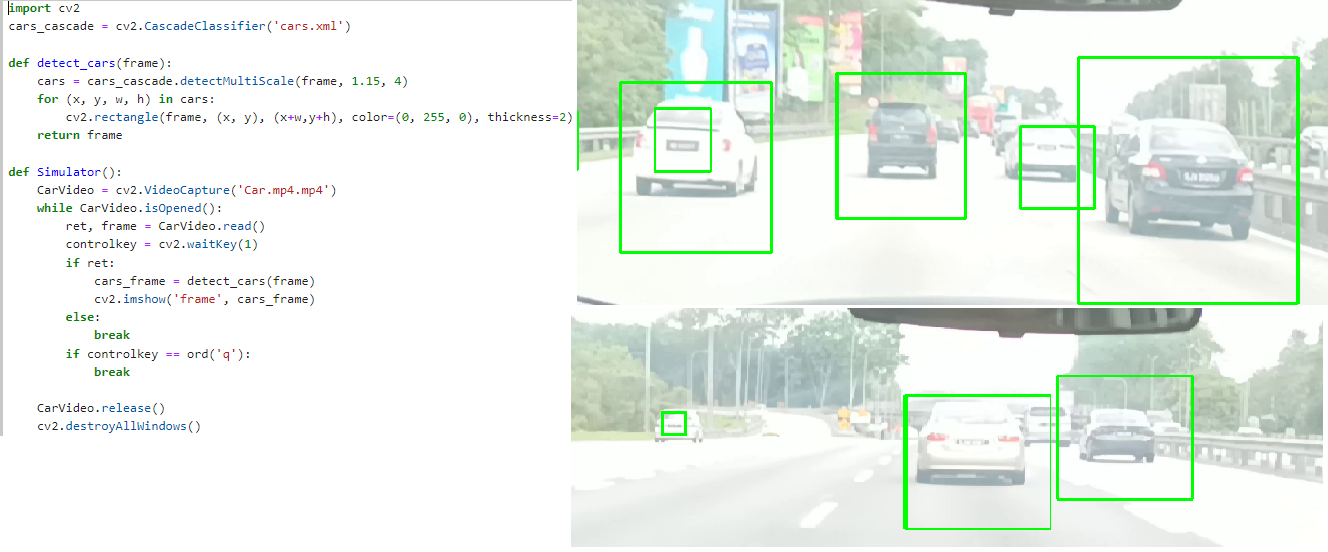 import cv2
cars_cascade = cv2.CascadeClassifier('cars.xml')
def detect_cars(frame):
    cars = cars_cascade.detectMultiScale(frame, 1.15, 4)
    for (x, y, w, h) in cars:
        cv2.rectangle(frame, (x, y), (x+w,y+h), color=(0, 255, 0), thickness=2)
    return frame
def Simulator():
    CarVideo = cv2.VideoCapture('Car.mp4.mp4')
    while CarVideo.isOpened():
        ret, frame = CarVideo.read()
        controlkey = cv2.waitKey(1)
        if ret:
            cars_frame = detect_cars(frame)
            cv2.imshow('frame', cars_frame)
        else:
            break
        if controlkey == ord('q'):
            break
    CarVideo.release()
    cv2.destroyAllWindows()